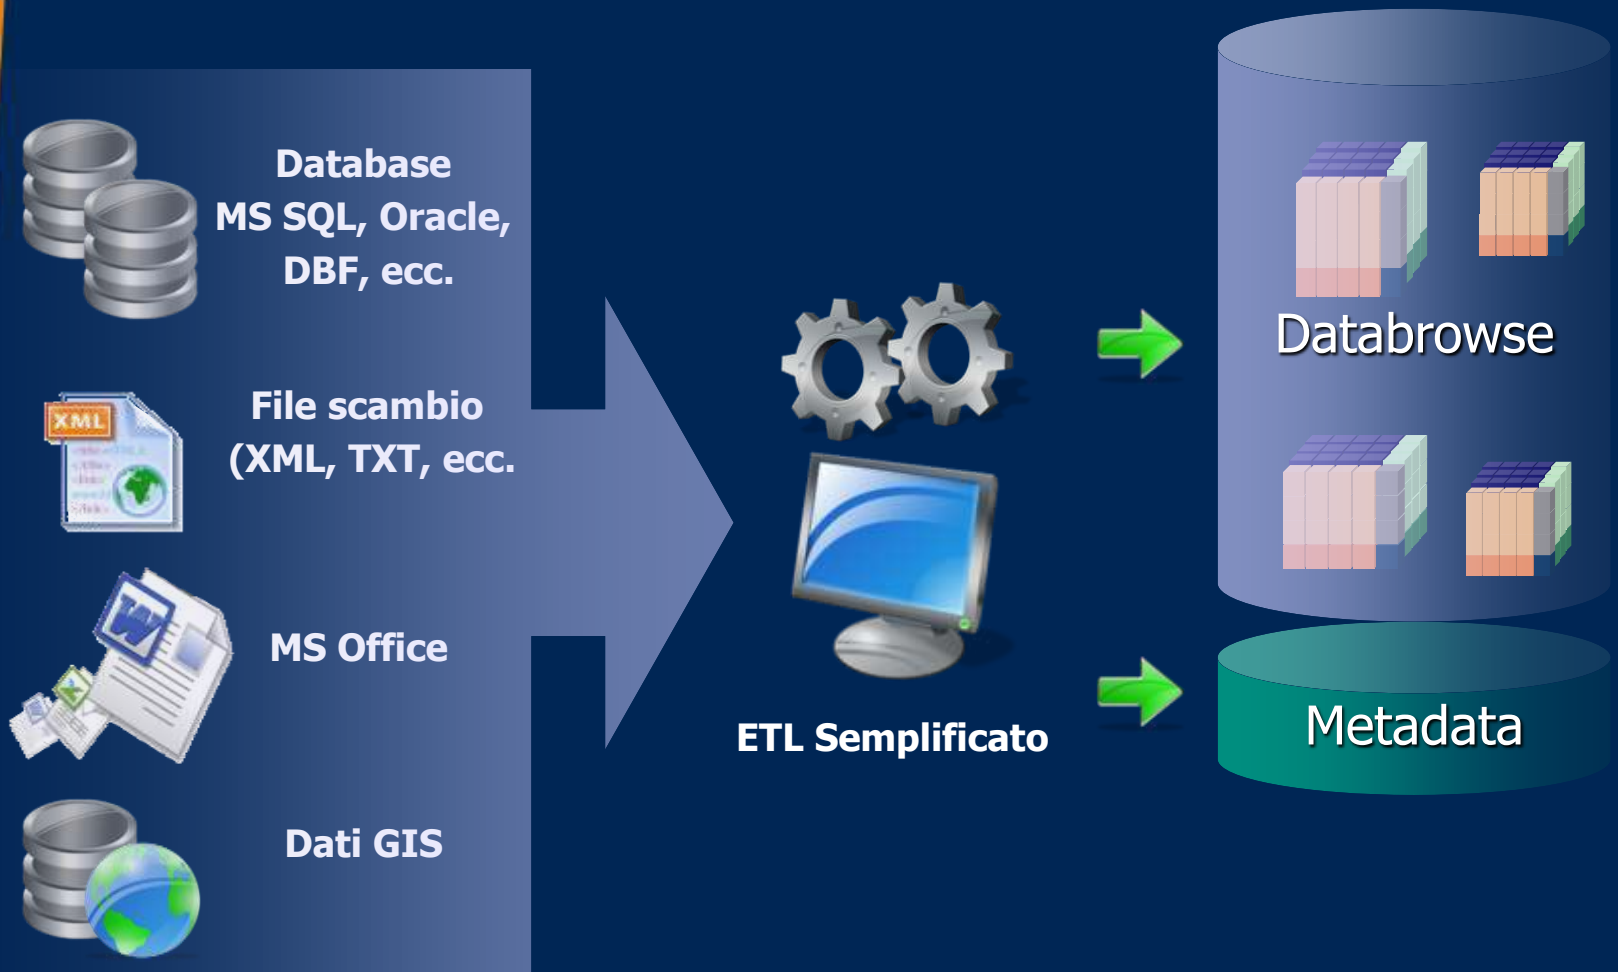 Database
MS SQL, Oracle,
DBF, ecc.
File scambio
(XML, TXT, ecc.
XML
MS Office
Dati GIS
ETL Semplificato
Databrowse
Metadata